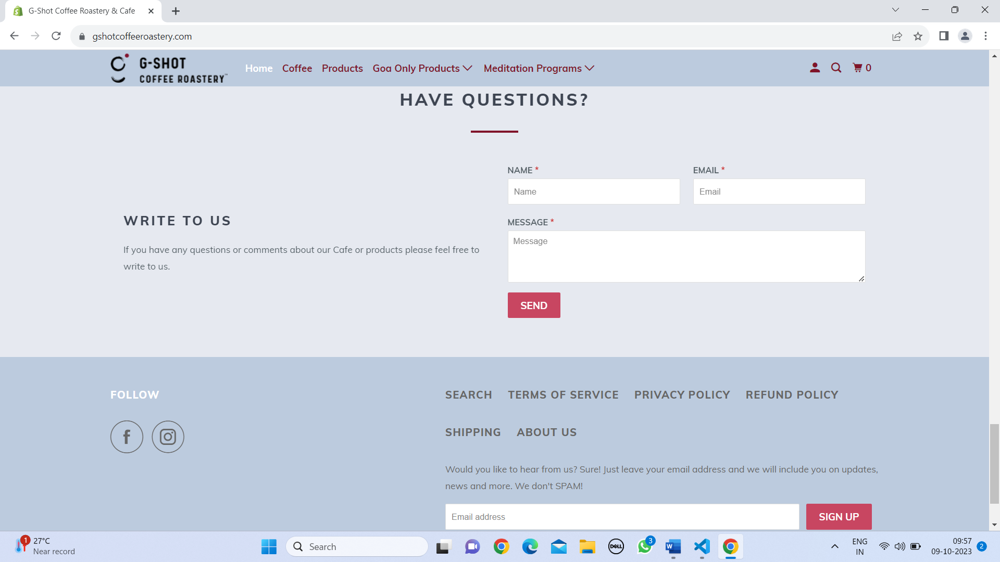 G-Shot Coffee Roastery & Cafe
gshotcoffeeroastery.com
G-SHOT
COFFEE ROASTERY™
Home Coffee Products Goa Only Products Meditation Programs 0
HAVE QUESTIONS?
NAME * EMAIL *
Name Email
WRITE TO US
If you have any questions or comments about our Cafe or products please feel free to
write to us.
MESSAGE *
Message
SEND
FOLLOW
SEARCH TERMS OF SERVICE PRIVACY POLICY REFUND POLICY
SHIPPING ABOUT US
Would you like to hear from us? Sure! Just leave your email address and we will include you on updates,
news and more. We don't SPAM!
Email address SIGN UP
1 27°C
Near record
Search
DELL
3
W
ENG
IN
09:57
09-10-2023
2